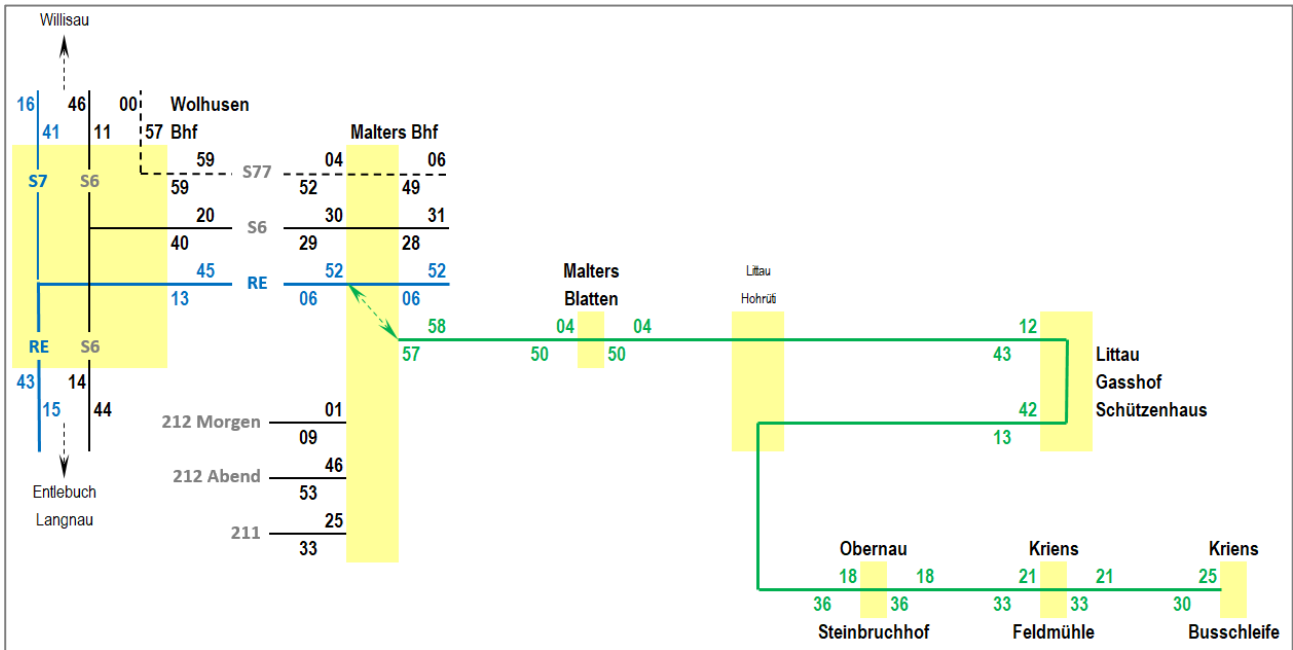 Willisau
16 46 00 Wolhusen
41 11 57 Bhf Malters Bhf
59 04 06
S7 S6 S77
59 52 49
20 30 31
S6
40 29 28
45 52 52
RE
13 06 06
Malters
Blatten
Littau
Hohrüti
58 04 04 12
57 50 50 43
RE S6
43 14
15 44
Littau
Gasshof
Schützenhaus
42
13
01
212 Morgen
09
46
212 Abend
53
25
211
33
Entlebuch
Langnau
Obernau Kriens Kriens
18 18 21 21 25
36 36 33 33 30
Steinbruchhof Feldmühle Busschleife